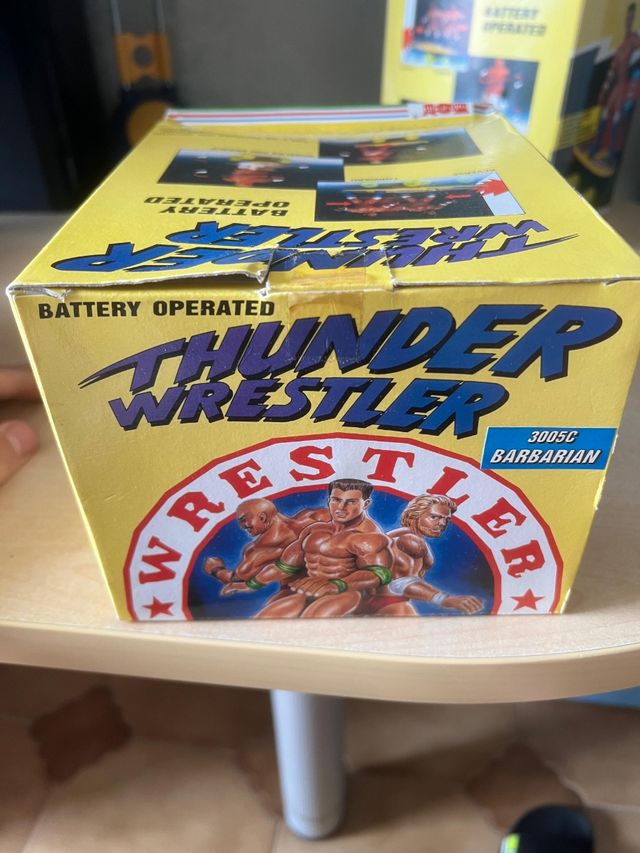 BATTERY
OPERATED
BATTERY
OPERATED
THUNDER
WRESTLER
BATTERY OPERATED
THUNDER
WRESTLER
3005C
BARBARIAN
WRESTLER